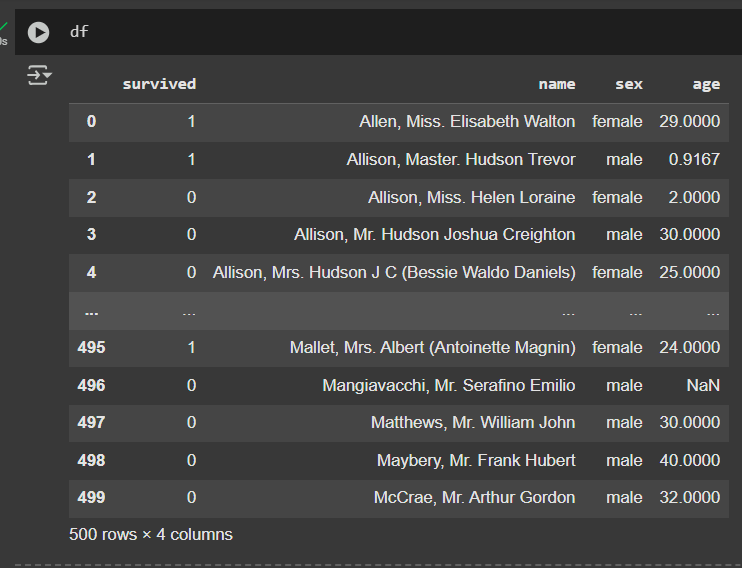 df
survived name sex age
0 1 Allen, Miss. Elisabeth Walton female 29.0000
1 1 Allison, Master. Hudson Trevor male 0.9167
2 0 Allison, Miss. Helen Loraine female 2.0000
3 0 Allison, Mr. Hudson Joshua Creighton male 30.0000
4 0 Allison, Mrs. Hudson J C (Bessie Waldo Daniels) female 25.0000
... ... ... ... ...
495 1 Mallet, Mrs. Albert (Antoinette Magnin) female 24.0000
496 0 Mangiavacchi, Mr. Serafino Emilio male NaN
497 0 Matthews, Mr. William John male 30.0000
498 0 Maybery, Mr. Frank Hubert male 40.0000
499 0 McCrae, Mr. Arthur Gordon male 32.0000
500 rows × 4 columns